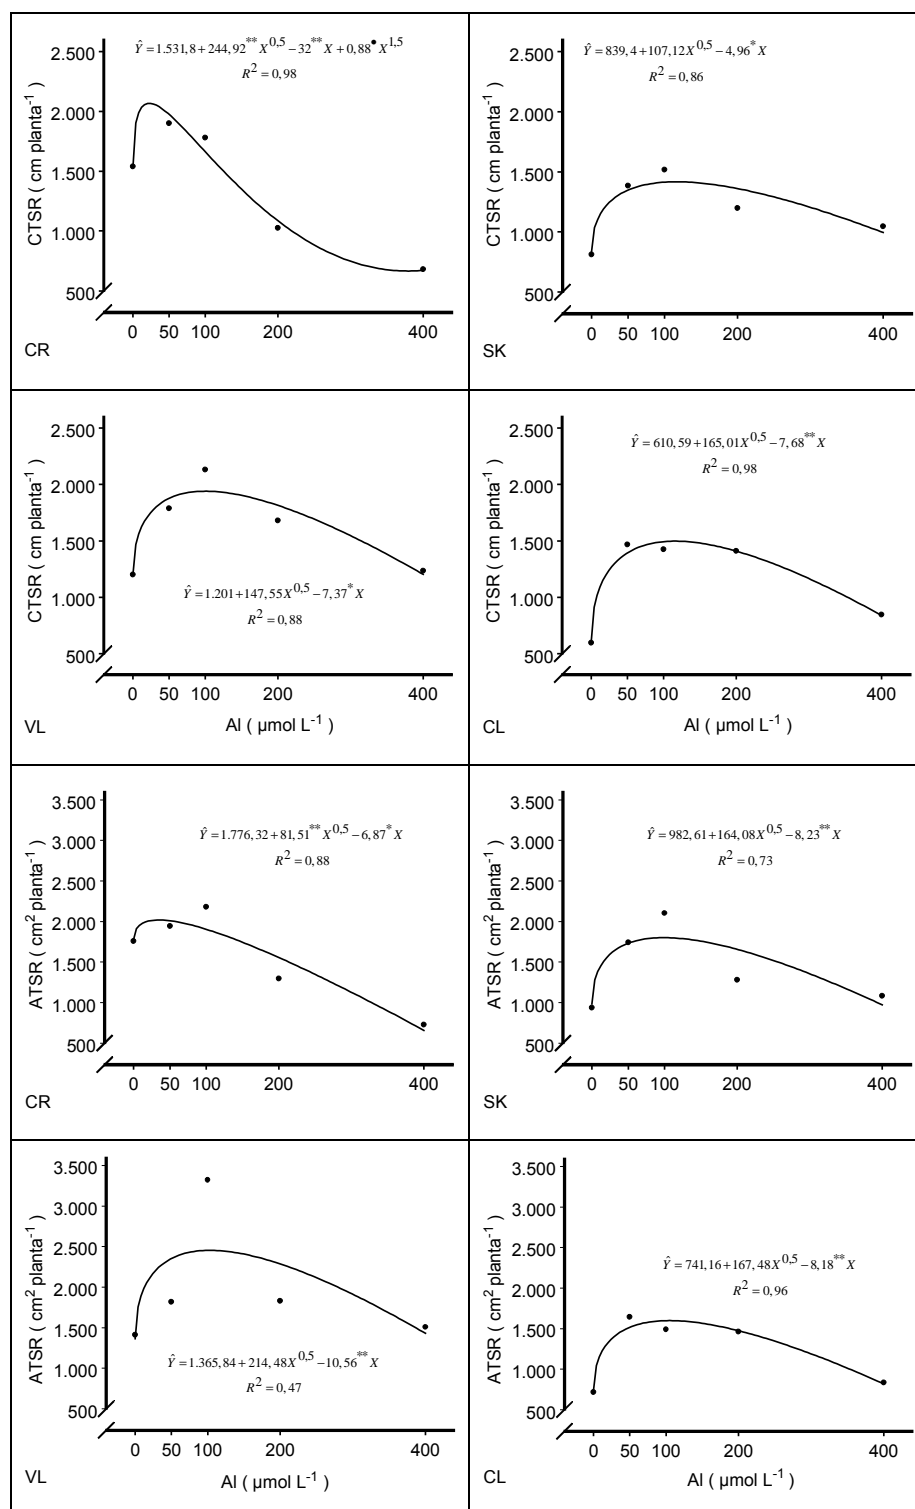 Ŷ = 1.531,8 + 244,92** X^0,5 − 32** X + 0,88• X^1,5
R² = 0,98
CTSR ( cm planta⁻¹ )
2.500
2.000
1.500
1.000
500
0 50 100 200 400
CR
Ŷ = 839,4 + 107,12X^0,5 − 4,96* X
R² = 0,86
CTSR ( cm planta⁻¹ )
2.500
2.000
1.500
1.000
500
0 50 100 200 400
SK
CTSR ( cm planta⁻¹ )
2.500
2.000
1.500
1.000
500
Ŷ = 1.201 + 147,55X^0,5 − 7,37* X
R² = 0,88
0 50 100 200 400
VL Al ( µmol L⁻¹ )
Ŷ = 610,59 + 165,01X^0,5 − 7,68** X
R² = 0,98
CTSR ( cm planta⁻¹ )
2.500
2.000
1.500
1.000
500
0 50 100 200 400
Al ( µmol L⁻¹ ) CL
ATSR ( cm² planta⁻¹ )
3.500
3.000
2.500
2.000
1.500
1.000
500
Ŷ = 1.776,32 + 81,51** X^0,5 − 6,87* X
R² = 0,88
0 50 100 200 400
CR
ATSR ( cm² planta⁻¹ )
3.500
3.000
2.500
2.000
1.500
1.000
500
Ŷ = 982,61 + 164,08X^0,5 − 8,23** X
R² = 0,73
0 50 100 200 400
SK
ATSR ( cm² planta⁻¹ )
3.500
3.000
2.500
2.000
1.500
1.000
500
Ŷ = 1.365,84 + 214,48X^0,5 − 10,56** X
R² = 0,47
0 50 100 200 400
VL Al ( µmol L⁻¹ )
ATSR ( cm² planta⁻¹ )
3.500
3.000
2.500
2.000
1.500
1.000
500
Ŷ = 741,16 + 167,48X^0,5 − 8,18** X
R² = 0,96
0 50 100 200 400
CL Al ( µmol L⁻¹ )